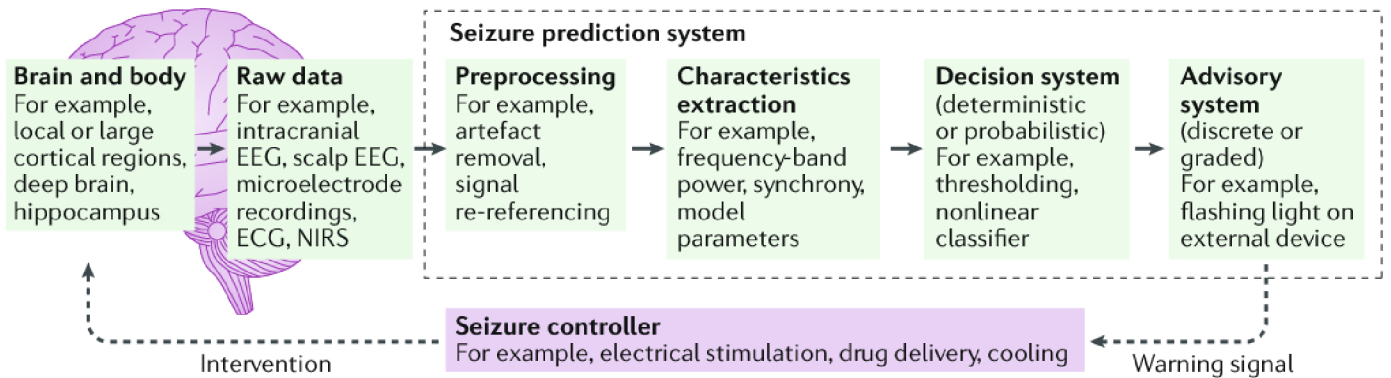 Seizure prediction system
Brain and body
For example,
local or large
cortical regions,
deep brain,
hippocampus
Raw data
For example,
intracranial
EEG, scalp EEG,
microelectrode
recordings,
ECG, NIRS
Preprocessing
For example,
artefact
removal,
signal
re-referencing
Characteristics
extraction
For example,
frequency-band
power, synchrony,
model
parameters
Decision system
(deterministic
or probabilistic)
For example,
thresholding,
nonlinear
classifier
Advisory
system
(discrete or
graded)
For example,
flashing light on
external device
Seizure controller
For example, electrical stimulation, drug delivery, cooling
Intervention
Warning signal